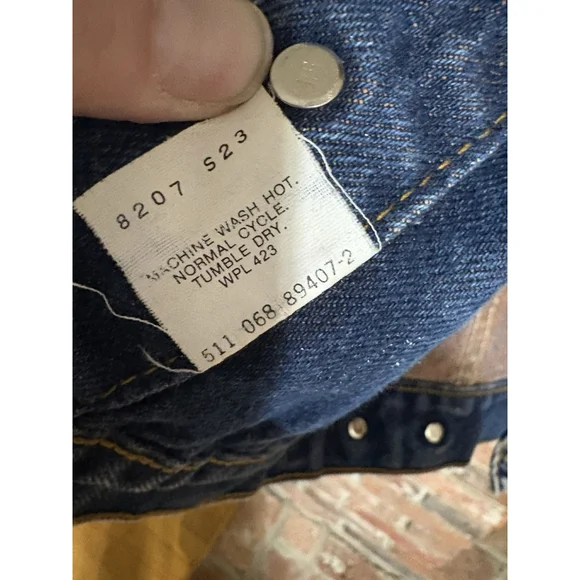 8207 S23
MACHINE WASH HOT.
NORMAL CYCLE.
TUMBLE DRY.
WPL 423
511 068 89407-2